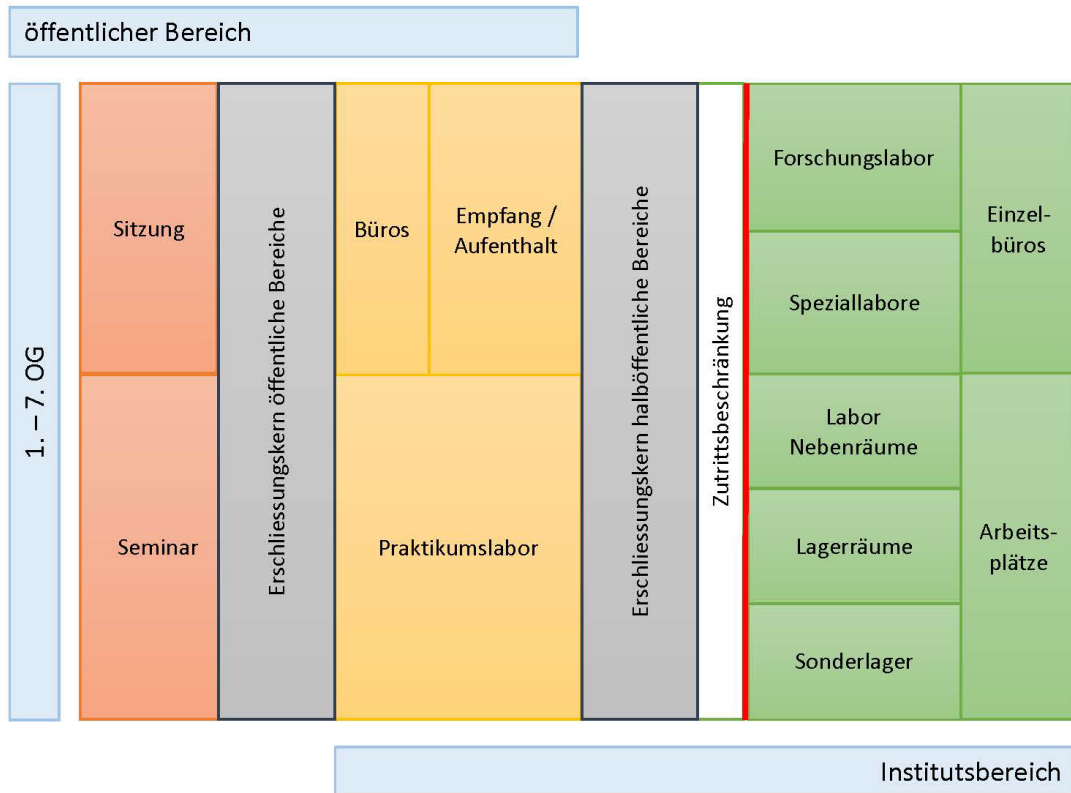 öffentlicher Bereich
1. – 7. OG
Sitzung
Seminar
Erschliessungskern öffentliche Bereiche
Büros
Empfang /
Aufenthalt
Praktikumslabor
Erschliessungskern halböffentliche Bereiche
Zutrittsbeschränkung
Forschungslabor
Speziallabore
Labor
Nebenräume
Lagerräume
Sonderlager
Einzel-
büros
Arbeits-
plätze
Institutsbereich